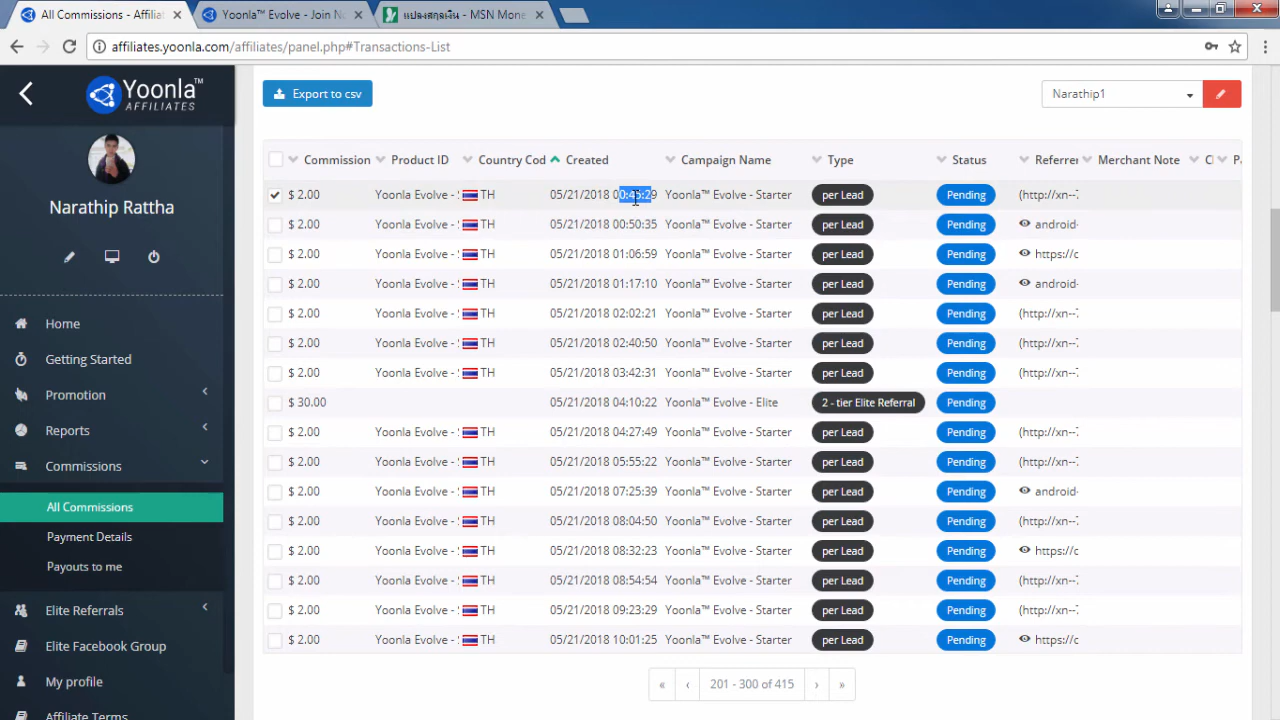 All Commissions - Affilia
Yoonla™ Evolve - Join N
แปลงสกุลเงิน - MSN Mone
affiliates.yoonla.com/affiliates/panel.php#Transactions-List
Yoonla™
AFFILIATES
Narathip Rattha
Home
Getting Started
Promotion
Reports
Commissions
All Commissions
Payment Details
Payouts to me
Elite Referrals
Elite Facebook Group
My profile
Affiliate Terms
Export to csv
Narathip1
Commission Product ID Country Cod Created Campaign Name Type Status Referrer Merchant Note
$ 2.00 Yoonla Evolve - TH 05/21/2018 Yoonla™ Evolve - Starter per Lead Pending (http://xn--
$ 2.00 Yoonla Evolve - TH 05/21/2018 00:50:35 Yoonla™ Evolve - Starter per Lead Pending android-
$ 2.00 Yoonla Evolve - TH 05/21/2018 01:06:59 Yoonla™ Evolve - Starter per Lead Pending https://c
$ 2.00 Yoonla Evolve - TH 05/21/2018 01:17:10 Yoonla™ Evolve - Starter per Lead Pending android-
$ 2.00 Yoonla Evolve - TH 05/21/2018 02:02:21 Yoonla™ Evolve - Starter per Lead Pending (http://xn--
$ 2.00 Yoonla Evolve - TH 05/21/2018 02:40:50 Yoonla™ Evolve - Starter per Lead Pending (http://xn--
$ 2.00 Yoonla Evolve - TH 05/21/2018 03:42:31 Yoonla™ Evolve - Starter per Lead Pending (http://xn--
$ 30.00 05/21/2018 04:10:22 Yoonla™ Evolve - Elite 2 - tier Elite Referral Pending
$ 2.00 Yoonla Evolve - TH 05/21/2018 04:27:49 Yoonla™ Evolve - Starter per Lead Pending (http://xn--
$ 2.00 Yoonla Evolve - TH 05/21/2018 05:55:22 Yoonla™ Evolve - Starter per Lead Pending (http://xn--
$ 2.00 Yoonla Evolve - TH 05/21/2018 07:25:39 Yoonla™ Evolve - Starter per Lead Pending android-
$ 2.00 Yoonla Evolve - TH 05/21/2018 08:04:50 Yoonla™ Evolve - Starter per Lead Pending (http://xn--
$ 2.00 Yoonla Evolve - TH 05/21/2018 08:32:23 Yoonla™ Evolve - Starter per Lead Pending https://c
$ 2.00 Yoonla Evolve - TH 05/21/2018 08:54:54 Yoonla™ Evolve - Starter per Lead Pending (http://xn--
$ 2.00 Yoonla Evolve - TH 05/21/2018 09:23:29 Yoonla™ Evolve - Starter per Lead Pending (http://xn--
$ 2.00 Yoonla Evolve - TH 05/21/2018 10:01:25 Yoonla™ Evolve - Starter per Lead Pending https://c
« ‹ 201 - 300 of 415 › »